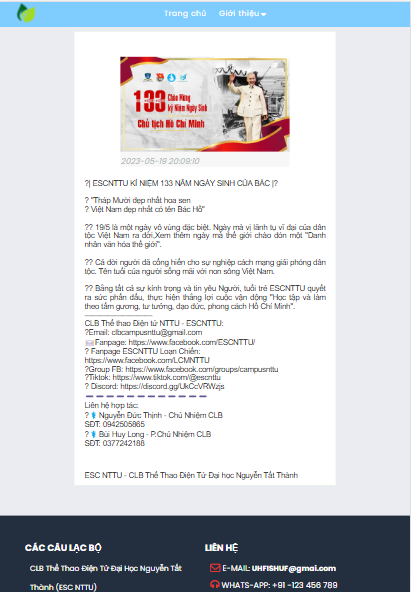 Trang chủ Giới thiệu
133 Chào Mừng
kỷ Niệm Ngày Sinh
Chủ tịch Hồ Chí Minh
2023-05-19 20:09:10
?| ESCNTTU KỈ NIỆM 133 NĂM NGÀY SINH CỦA BÁC |?
? "Tháp Mười đẹp nhất hoa sen
? Việt Nam đẹp nhất có tên Bác Hồ"
?? 19/5 là một ngày vô vùng đặc biệt. Ngày mà vị lãnh tụ vĩ đại của dân
tộc Việt Nam ra đời.Xem thêm ngày mà thế giới chào đón một "Danh
nhân văn hóa thế giới".
?? Cả đời người đã cống hiến cho sự nghiệp cách mạng giải phóng dân
tộc. Tên tuổi của người sống mãi với non sông Việt Nam.
?? Bằng tất cả sự kính trọng và tin yêu Người, tuổi trẻ ESCNTTU quyết
ra sức phấn đấu, thực hiện thắng lợi cuộc vận động "Học tập và làm
theo tấm gương, tư tưởng, đạo đức, phong cách Hồ Chí Minh".
CLB Thể thao Điện tử NTTU - ESCNTTU:
?Email: clbcampusnttu@gmail.com
Fanpage: https://www.facebook.com/ESCNTTU/
? Fanpage ESCNTTU Loạn Chiến:
https://www.facebook.com/LCMNTTU
?Group FB: https://www.facebook.com/groups/campusnttu
?Tiktok: https://www.tiktok.com/@escnttu
? Discord: https://discord.gg/UkCcVRWzjs
Liên hệ hợp tác:
? Nguyễn Đức Thịnh - Chủ Nhiệm CLB
SĐT: 0942505865
? Bùi Huy Long - P.Chủ Nhiệm CLB
SĐT: 0377242188
ESC NTTU - CLB Thể Thao Điện Tử Đại học Nguyễn Tất Thành
CÁC CÂU LẠC BỘ
CLB Thể Thao Điện Tử Đại Học Nguyễn Tất
Thành (ESC NTTU)
LIÊN HỆ
E-MAIL: UHFISHUF@gmai.com
WHATS-APP: +91 -123 456 789